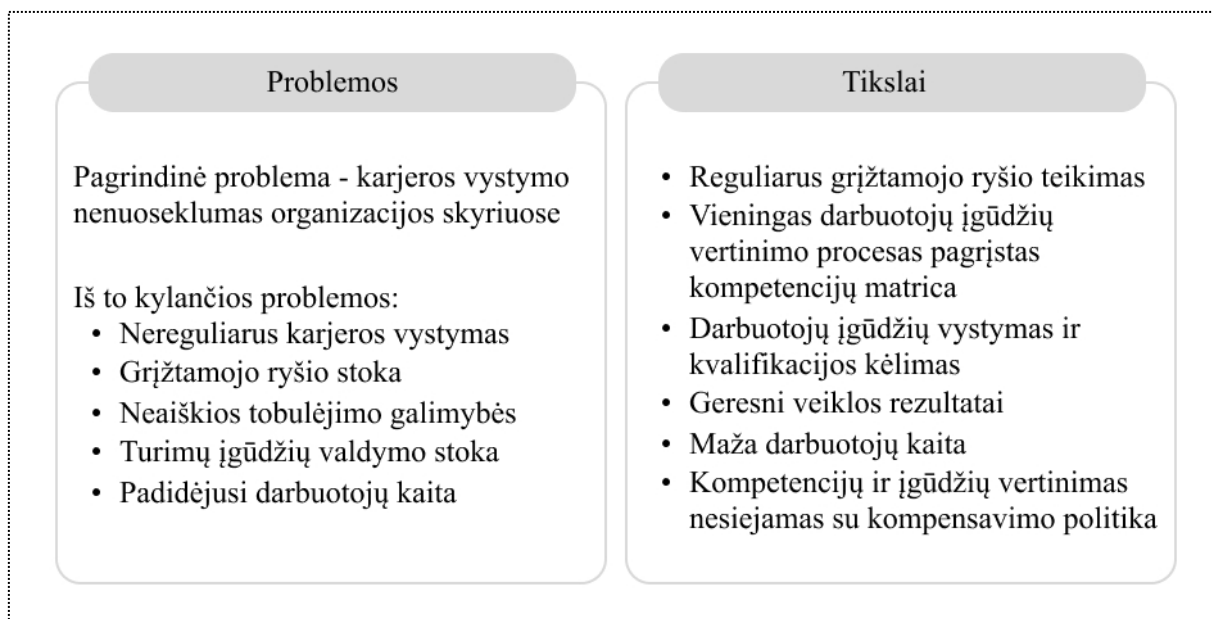 Problemos
Pagrindinė problema - karjeros vystymo
nenuoseklumas organizacijos skyriuose
Iš to kylančios problemos:
• Nereguliarus karjeros vystymas
• Grįžtamojo ryšio stoka
• Neaiškios tobulėjimo galimybės
• Turimų įgūdžių valdymo stoka
• Padidėjusi darbuotojų kaita
Tikslai
• Reguliarus grįžtamojo ryšio teikimas
• Vieningas darbuotojų įgūdžių
vertinimo procesas pagrįstas
kompetencijų matrica
• Darbuotojų įgūdžių vystymas ir
kvalifikacijos kėlimas
• Geresni veiklos rezultatai
• Maža darbuotojų kaita
• Kompetencijų ir įgūdžių vertinimas
nesiejamas su kompensavimo politika